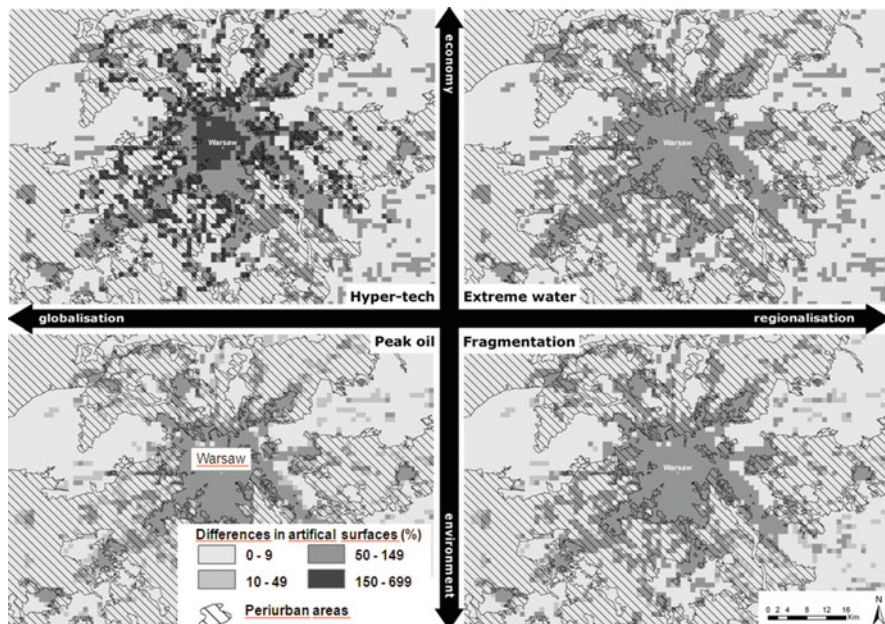 economy
Warsaw
Warsaw
Hyper-tech
Extreme water
globalisation
regionalisation
Peak oil
Fragmentation
Warsaw
Warsaw
environment
Differences in artifical surfaces (%)
0 - 9
50 - 149
10 - 49
150 - 699
Periurban areas
N
0 2 4 8 12 16
Km